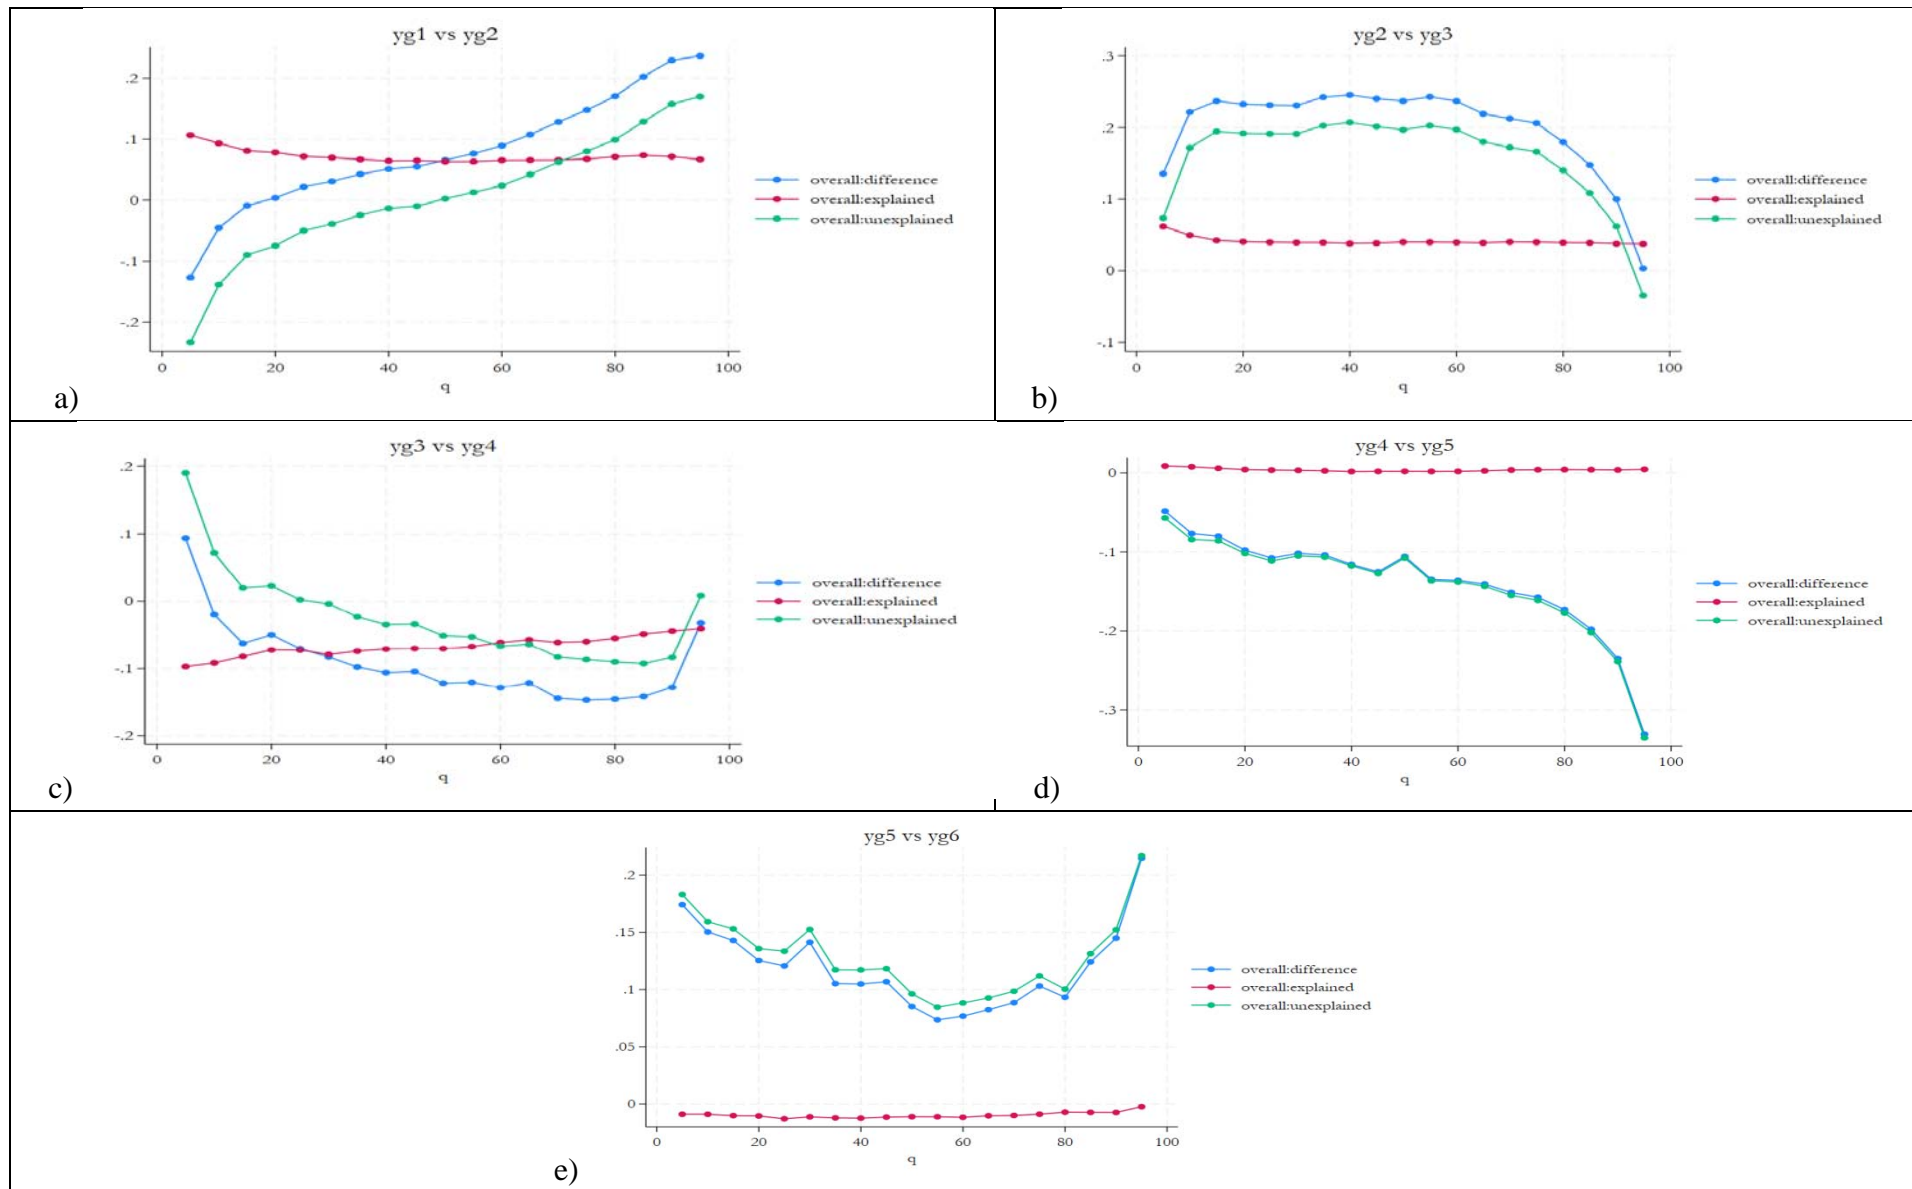 yg1 vs yg2
.2
.1
0
-.1
-.2
0 20 40 60 80 100
q
overall:difference
overall:explained
overall:unexplained
a)
yg2 vs yg3
.3
.2
.1
0
-.1
0 20 40 60 80 100
q
overall:difference
overall:explained
overall:unexplained
b)
yg3 vs yg4
.2
.1
0
-.1
-.2
0 20 40 60 80 100
q
overall:difference
overall:explained
overall:unexplained
c)
yg4 vs yg5
0
-.1
-.2
-.3
0 20 40 60 80 100
q
overall:difference
overall:explained
overall:unexplained
d)
yg5 vs yg6
.2
.15
.1
.05
0
0 20 40 60 80 100
q
overall:difference
overall:explained
overall:unexplained
e)